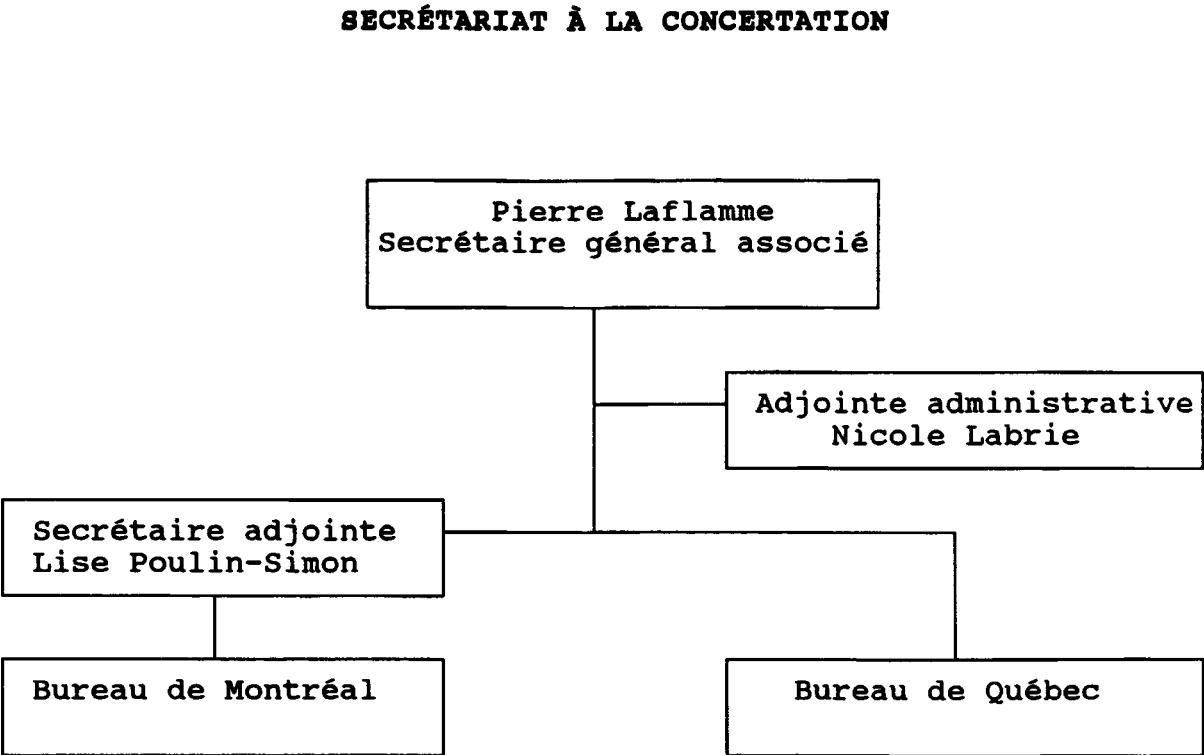 SECRÉTARIAT À LA CONCERTATION
Pierre Laflamme
Secrétaire général associé
Adjointe administrative
Nicole Labrie
Secrétaire adjointe
Lise Poulin-Simon
Bureau de Montréal
Bureau de Québec